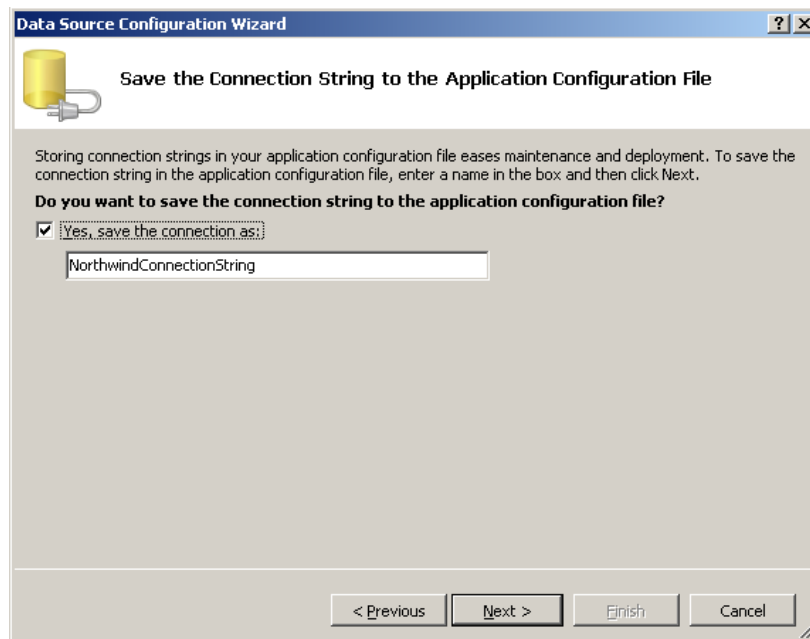 Data Source Configuration Wizard
Save the Connection String to the Application Configuration File
Storing connection strings in your application configuration file eases maintenance and deployment. To save the
connection string in the application configuration file, enter a name in the box and then click Next.
Do you want to save the connection string to the application configuration file?
Yes, save the connection as:
NorthwindConnectionString
< Previous Next > Finish Cancel